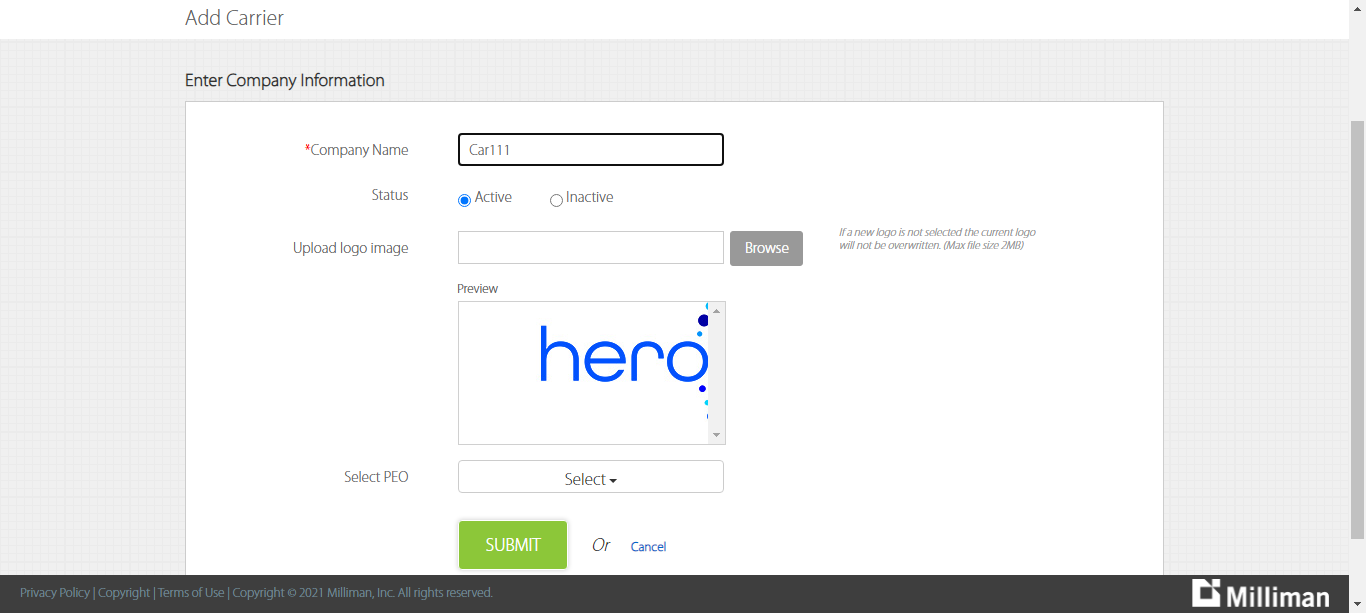 Add Carrier
Enter Company Information
*Company Name
Car111
Status
Active
Inactive
Upload logo image
Browse
If a new logo is not selected the current logo
will not be overwritten. (Max file size 2MB)
Preview
hero
Select PEO
Select
SUBMIT
Or
Cancel
Privacy Policy | Copyright | Terms of Use | Copyright © 2021 Milliman, Inc. All rights reserved.
Milliman